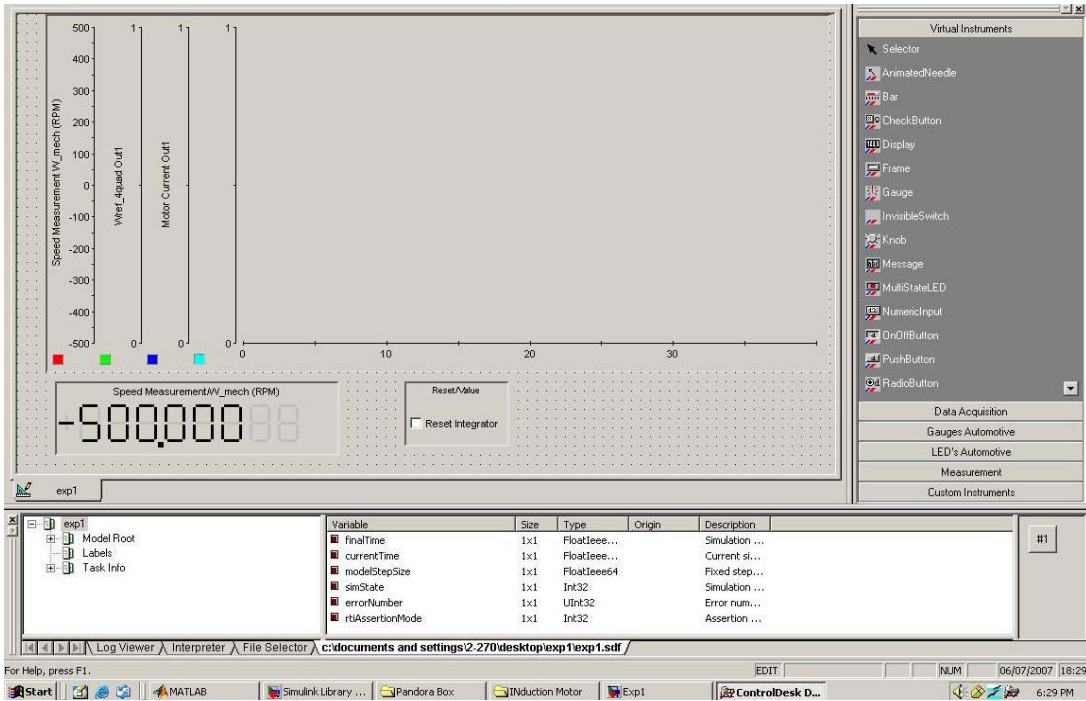 500
400
300
200
100
0
-100
-200
-300
-400
-500
Speed Measurement W_mech (RPM)
1
0
Wref_4quad Out1
1
0
Motor Current Out1
1
0
0 10 20 30
Speed Measurement/W_mech (RPM)
-500.000
Reset/Value
Reset Integrator
exp1
Virtual Instruments
Selector
AnimatedNeedle
Bar
CheckButton
Display
Frame
Gauge
InvisibleSwitch
Knob
Message
MultiStateLED
NumericInput
OnOffButton
PushButton
RadioButton
Data Acquisition
Gauges Automotive
LED's Automotive
Measurement
Custom Instruments
exp1
Model Root
Labels
Task Info
Variable Size Type Origin Description
finalTime 1x1 FloatIeee... Simulation ...
currentTime 1x1 FloatIeee... Current si...
modelStepSize 1x1 FloatIeee64 Fixed step...
simState 1x1 Int32 Simulation ...
errorNumber 1x1 UInt32 Error num...
rtiAssertionMode 1x1 Int32 Assertion ...
#1
Log Viewer Interpreter File Selector c:\documents and settings\2-270\desktop\exp1\exp1.sdf
For Help, press F1. EDIT NUM 06/07/2007 18:29
Start MATLAB Simulink Library ... Pandora Box INduction Motor Exp1 ControlDesk D... 6:29 PM